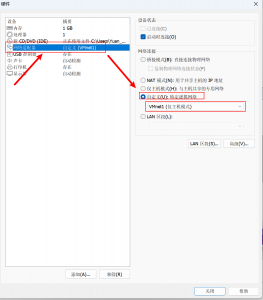 硬件
设备 摘要
内存 1 GB
处理器 1
新 CD/DVD (IDE) 正在使用文件 C:\Users\
网络适配器 自定义 (VMnet1)
USB 控制器 存在
声卡 自动检测
打印机 存在
显示器 自动检测
设备状态
已连接(C)
启动时连接(O)
网络连接
桥接模式(B): 直接连接物理网络
复制物理网络连接状态(P)
NAT 模式(N): 用于共享主机的 IP 地址
仅主机模式(H): 与主机共享的专用网络
自定义(U): 特定虚拟网络
VMnet1 (仅主机模式)
LAN 区段(L):
LAN 区段(S)... 高级(V)...
添加(A)... 移除(R)
关闭 帮助